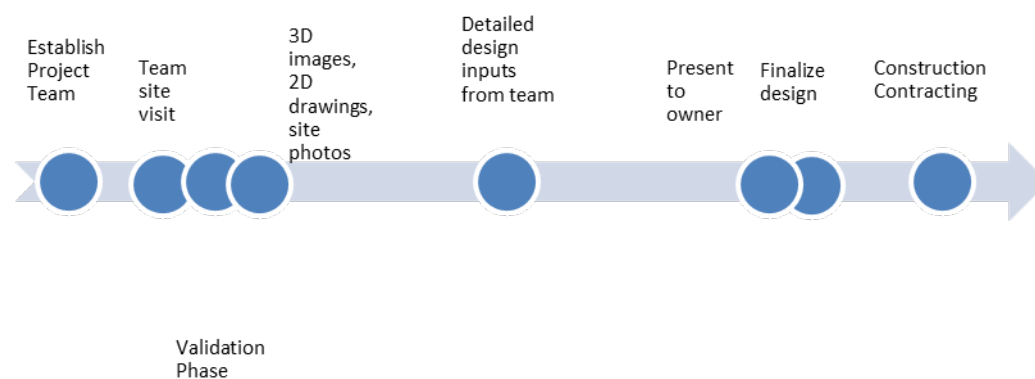 Establish
Project
Team
Team
site
visit
3D
images,
2D
drawings,
site
photos
Detailed
design
inputs
from team
Present
to
owner
Finalize
design
Construction
Contracting
Validation
Phase